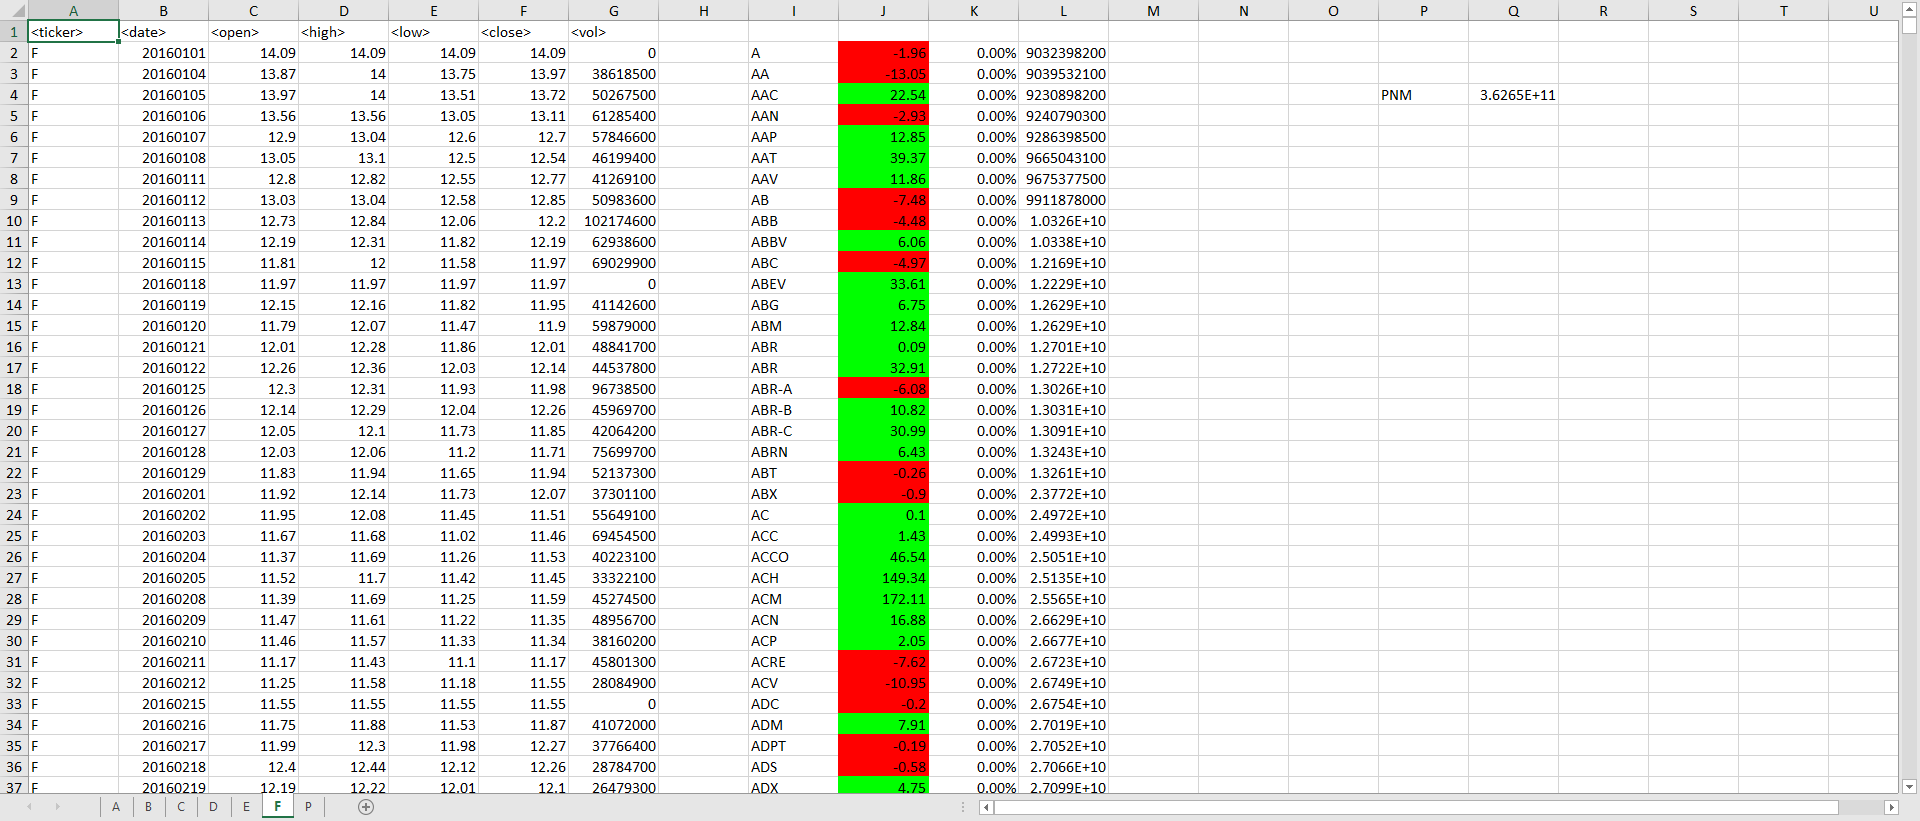 A B C D E F G H I J K L M N O P Q R S T U
1 <ticker> <date> <open> <high> <low> <close> <vol>
2 F 20160101 14.09 14.09 14.09 14.09 0 A -1.96 0.00% 9032398200
3 F 20160104 13.87 14 13.75 13.97 38618500 AA -13.05 0.00% 9039532100
4 F 20160105 13.97 14 13.51 13.72 50267500 AAC 22.54 0.00% 9230898200 PNM 3.6265E+11
5 F 20160106 13.56 13.56 13.05 13.11 61285400 AAN -2.93 0.00% 9240790300
6 F 20160107 12.9 13.04 12.6 12.7 57846600 AAP 12.85 0.00% 9286398500
7 F 20160108 13.05 13.1 12.5 12.54 46199400 AAT 39.37 0.00% 9665043100
8 F 20160111 12.8 12.82 12.55 12.77 41269100 AAV 11.86 0.00% 9675377500
9 F 20160112 13.03 13.04 12.58 12.85 50983600 AB -7.48 0.00% 9911878000
10 F 20160113 12.73 12.84 12.06 12.2 102174600 ABB -4.48 0.00% 1.0326E+10
11 F 20160114 12.19 12.31 11.82 12.19 62938600 ABBV 6.06 0.00% 1.0338E+10
12 F 20160115 11.81 12 11.58 11.97 69029900 ABC -4.97 0.00% 1.2169E+10
13 F 20160118 11.97 11.97 11.97 11.97 0 ABEV 33.61 0.00% 1.2229E+10
14 F 20160119 12.15 12.16 11.82 11.95 41142600 ABG 6.75 0.00% 1.2629E+10
15 F 20160120 11.79 12.07 11.47 11.9 59879000 ABM 12.84 0.00% 1.2629E+10
16 F 20160121 12.01 12.28 11.86 12.01 48841700 ABR 0.09 0.00% 1.2701E+10
17 F 20160122 12.26 12.36 12.03 12.14 44537800 ABR 32.91 0.00% 1.2722E+10
18 F 20160125 12.3 12.31 11.93 11.98 96738500 ABR-A -6.08 0.00% 1.3026E+10
19 F 20160126 12.14 12.29 12.04 12.26 45969700 ABR-B 10.82 0.00% 1.3031E+10
20 F 20160127 12.05 12.1 11.73 11.85 42064200 ABR-C 30.99 0.00% 1.3091E+10
21 F 20160128 12.03 12.06 11.2 11.71 75699700 ABRN 6.43 0.00% 1.3243E+10
22 F 20160129 11.83 11.94 11.65 11.94 52137300 ABT -0.26 0.00% 1.3261E+10
23 F 20160201 11.92 12.14 11.73 12.07 37301100 ABX -0.9 0.00% 2.3772E+10
24 F 20160202 11.95 12.08 11.45 11.51 55649100 AC 0.1 0.00% 2.4972E+10
25 F 20160203 11.67 11.68 11.02 11.46 69454500 ACC 1.43 0.00% 2.4993E+10
26 F 20160204 11.37 11.69 11.26 11.53 40223100 ACCO 46.54 0.00% 2.5051E+10
27 F 20160205 11.52 11.7 11.42 11.45 33322100 ACH 149.34 0.00% 2.5135E+10
28 F 20160208 11.39 11.69 11.25 11.59 45274500 ACM 172.11 0.00% 2.5565E+10
29 F 20160209 11.47 11.61 11.22 11.35 48956700 ACN 16.88 0.00% 2.6629E+10
30 F 20160210 11.46 11.57 11.33 11.34 38160200 ACP 2.05 0.00% 2.6677E+10
31 F 20160211 11.17 11.43 11.1 11.17 45801300 ACRE -7.62 0.00% 2.6723E+10
32 F 20160212 11.25 11.58 11.18 11.55 28084900 ACV -10.95 0.00% 2.6749E+10
33 F 20160215 11.55 11.55 11.55 11.55 0 ADC -0.2 0.00% 2.6754E+10
34 F 20160216 11.75 11.88 11.53 11.87 41072000 ADM 7.91 0.00% 2.7019E+10
35 F 20160217 11.99 12.3 11.98 12.27 37766400 ADPT -0.19 0.00% 2.7052E+10
36 F 20160218 12.4 12.44 12.12 12.26 28784700 ADS -0.58 0.00% 2.7066E+10
37 F 20160219 12.19 12.22 12.01 12.1 26479300 ADX 4.75 0.00% 2.7099E+10
A B C D E F P